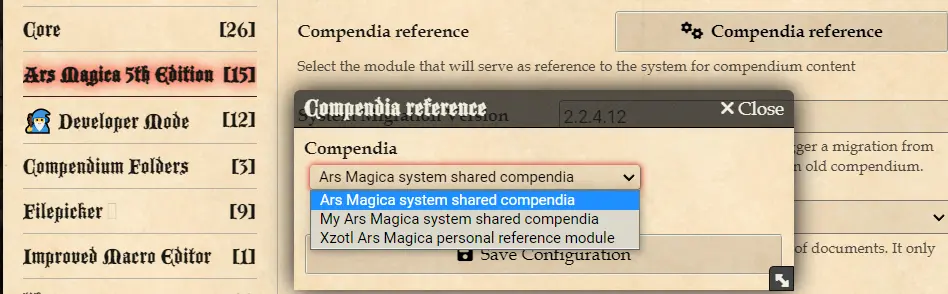 Core [26]
Ars Magica 5th Edition [15]
Developer Mode [12]
Compendium Folders [3]
Filepicker [9]
Improved Macro Editor [1]
Compendia reference
Compendia reference
Select the module that will serve as reference to the system for compendium content
Compendia reference
Close
System Migration Version
2.2.4.12
Compendia
ger a migration from
n old compendium.
Ars Magica system shared compendia
Ars Magica system shared compendia
My Ars Magica system shared compendia
Xzotl Ars Magica personal reference module
Save Configuration
of documents. It only